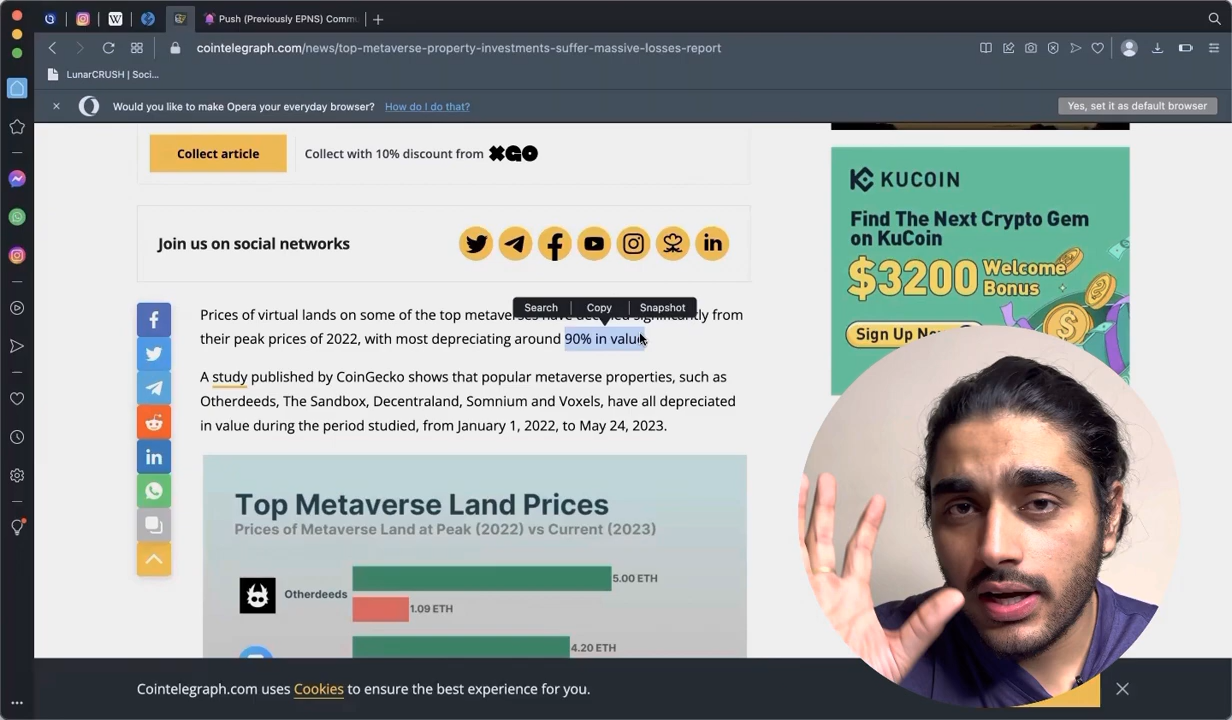 Push (Previously EPNS) Commu
cointelegraph.com/news/top-metaverse-property-investments-suffer-massive-losses-report
LunarCRUSH | Soci...
Would you like to make Opera your everyday browser? How do I do that?
Yes, set it as default browser
Collect article
Collect with 10% discount from XGO
Join us on social networks
KUCOIN
Find The Next Crypto Gem
on KuCoin
$3200 Welcome
Bonus
Sign Up
Search Copy Snapshot
Prices of virtual lands on some of the top metaverses have significantly from
their peak prices of 2022, with most depreciating around 90% in value
A study published by CoinGecko shows that popular metaverse properties, such as
Otherdeeds, The Sandbox, Decentraland, Somnium and Voxels, have all depreciated
in value during the period studied, from January 1, 2022, to May 24, 2023.
Top Metaverse Land Prices
Prices of Metaverse Land at Peak (2022) vs Current (2023)
Otherdeeds
5.00 ETH
1.09 ETH
4.20 ETH
Cointelegraph.com uses Cookies to ensure the best experience for you.